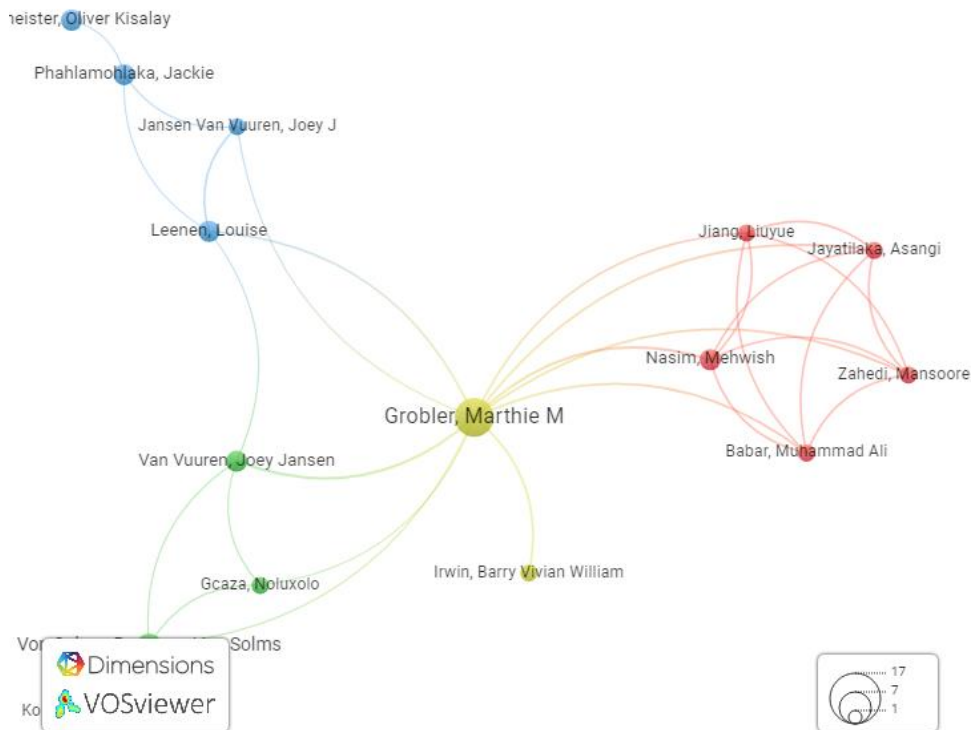 neister, Oliver Kisalay
Phahlamohlaka, Jackie
Jansen Van Vuuren, Joey J
Leenen, Louise
Jiang, Liuyue
Jayatilaka, Asangi
Nasim, Mehwish
Zahedi, Mansoore
Grobler, Marthie M
Babar, Muhammad Ali
Van Vuuren, Joey Jansen
Irwin, Barry Vivian William
Gcaza, Noluxolo
Solms
Dimensions
VOSviewer
17
7
1